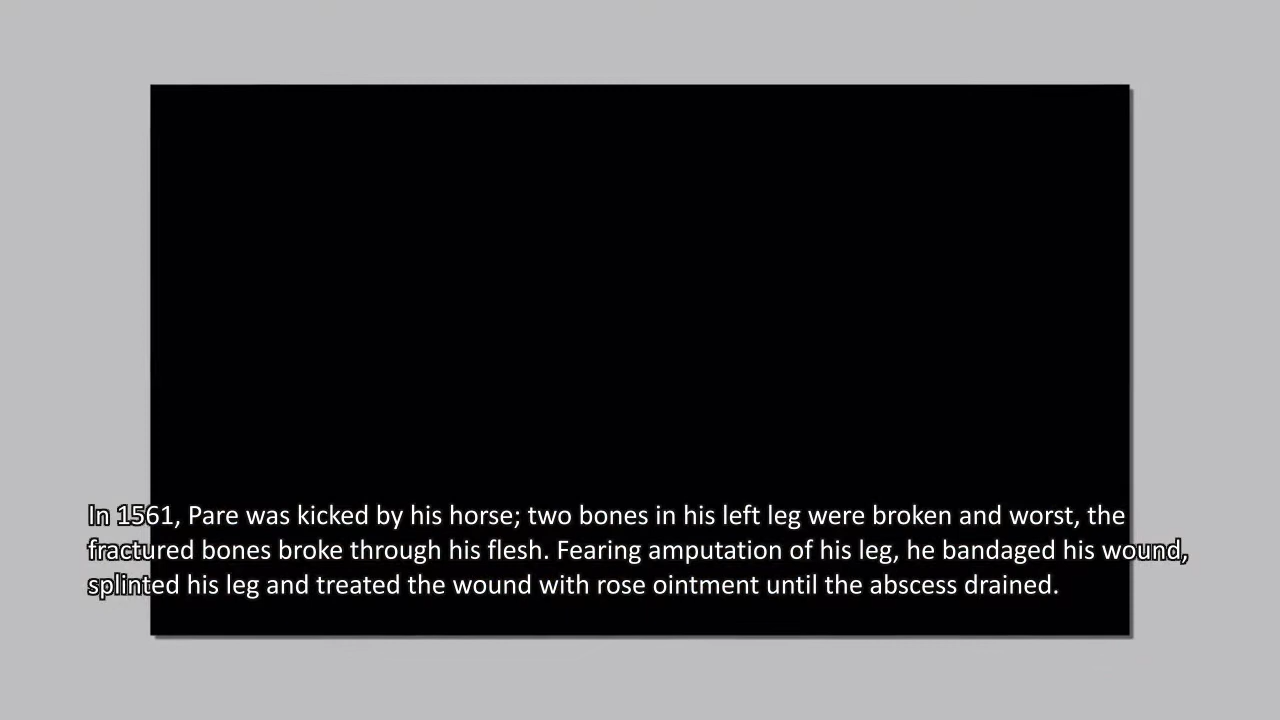 In 1561, Pare was kicked by his horse; two bones in his left leg were broken and worst, the
fractured bones broke through his flesh. Fearing amputation of his leg, he bandaged his wound,
splinted his leg and treated the wound with rose ointment until the abscess drained.